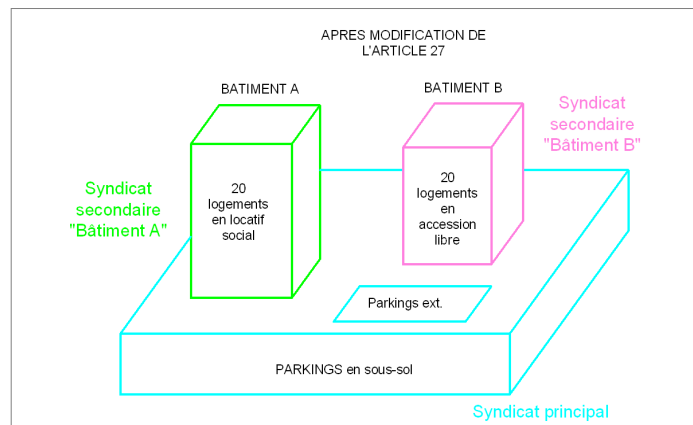 APRES MODIFICATION DE
L'ARTICLE 27
BATIMENT A
BATIMENT B
Syndicat
secondaire
"Bâtiment B"
Syndicat
secondaire
"Bâtiment A"
20
logements
en locatif
social
20
logements
en
accession
libre
Parkings ext.
PARKINGS en sous-sol
Syndicat principal